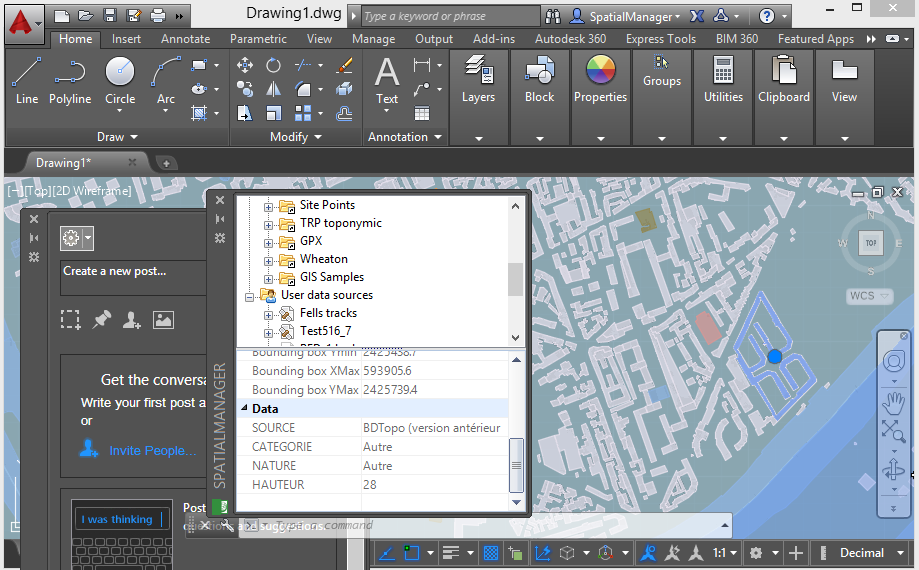 Drawing1.dwg
Type a keyword or phrase
SpatialManager
Home Insert Annotate Parametric View Manage Output Add-ins Autodesk 360 Express Tools BIM 360 Featured Apps
Line Polyline Circle Arc
Text
Layers Block Properties Groups Utilities Clipboard View
Draw Modify Annotation
Drawing1*
[−][Top][2D Wireframe]
Site Points
TRP toponymic
GPX
Wheaton
GIS Samples
User data sources
Fells tracks
Test516_7
Create a new post...
Get the conversa
Write your first post a
or
Invite People...
Post
I was thinking
questions and suggestions
SPATIALMANAGER
Bounding box Ymin 2425438.7
Bounding box XMax 593905.6
Bounding box YMax 2425739.4
Data
SOURCE BDTopo (version antérieur
CATEGORIE Autre
NATURE Autre
HAUTEUR 28
N
W TOP E
S
WCS
command
1:1 Decimal